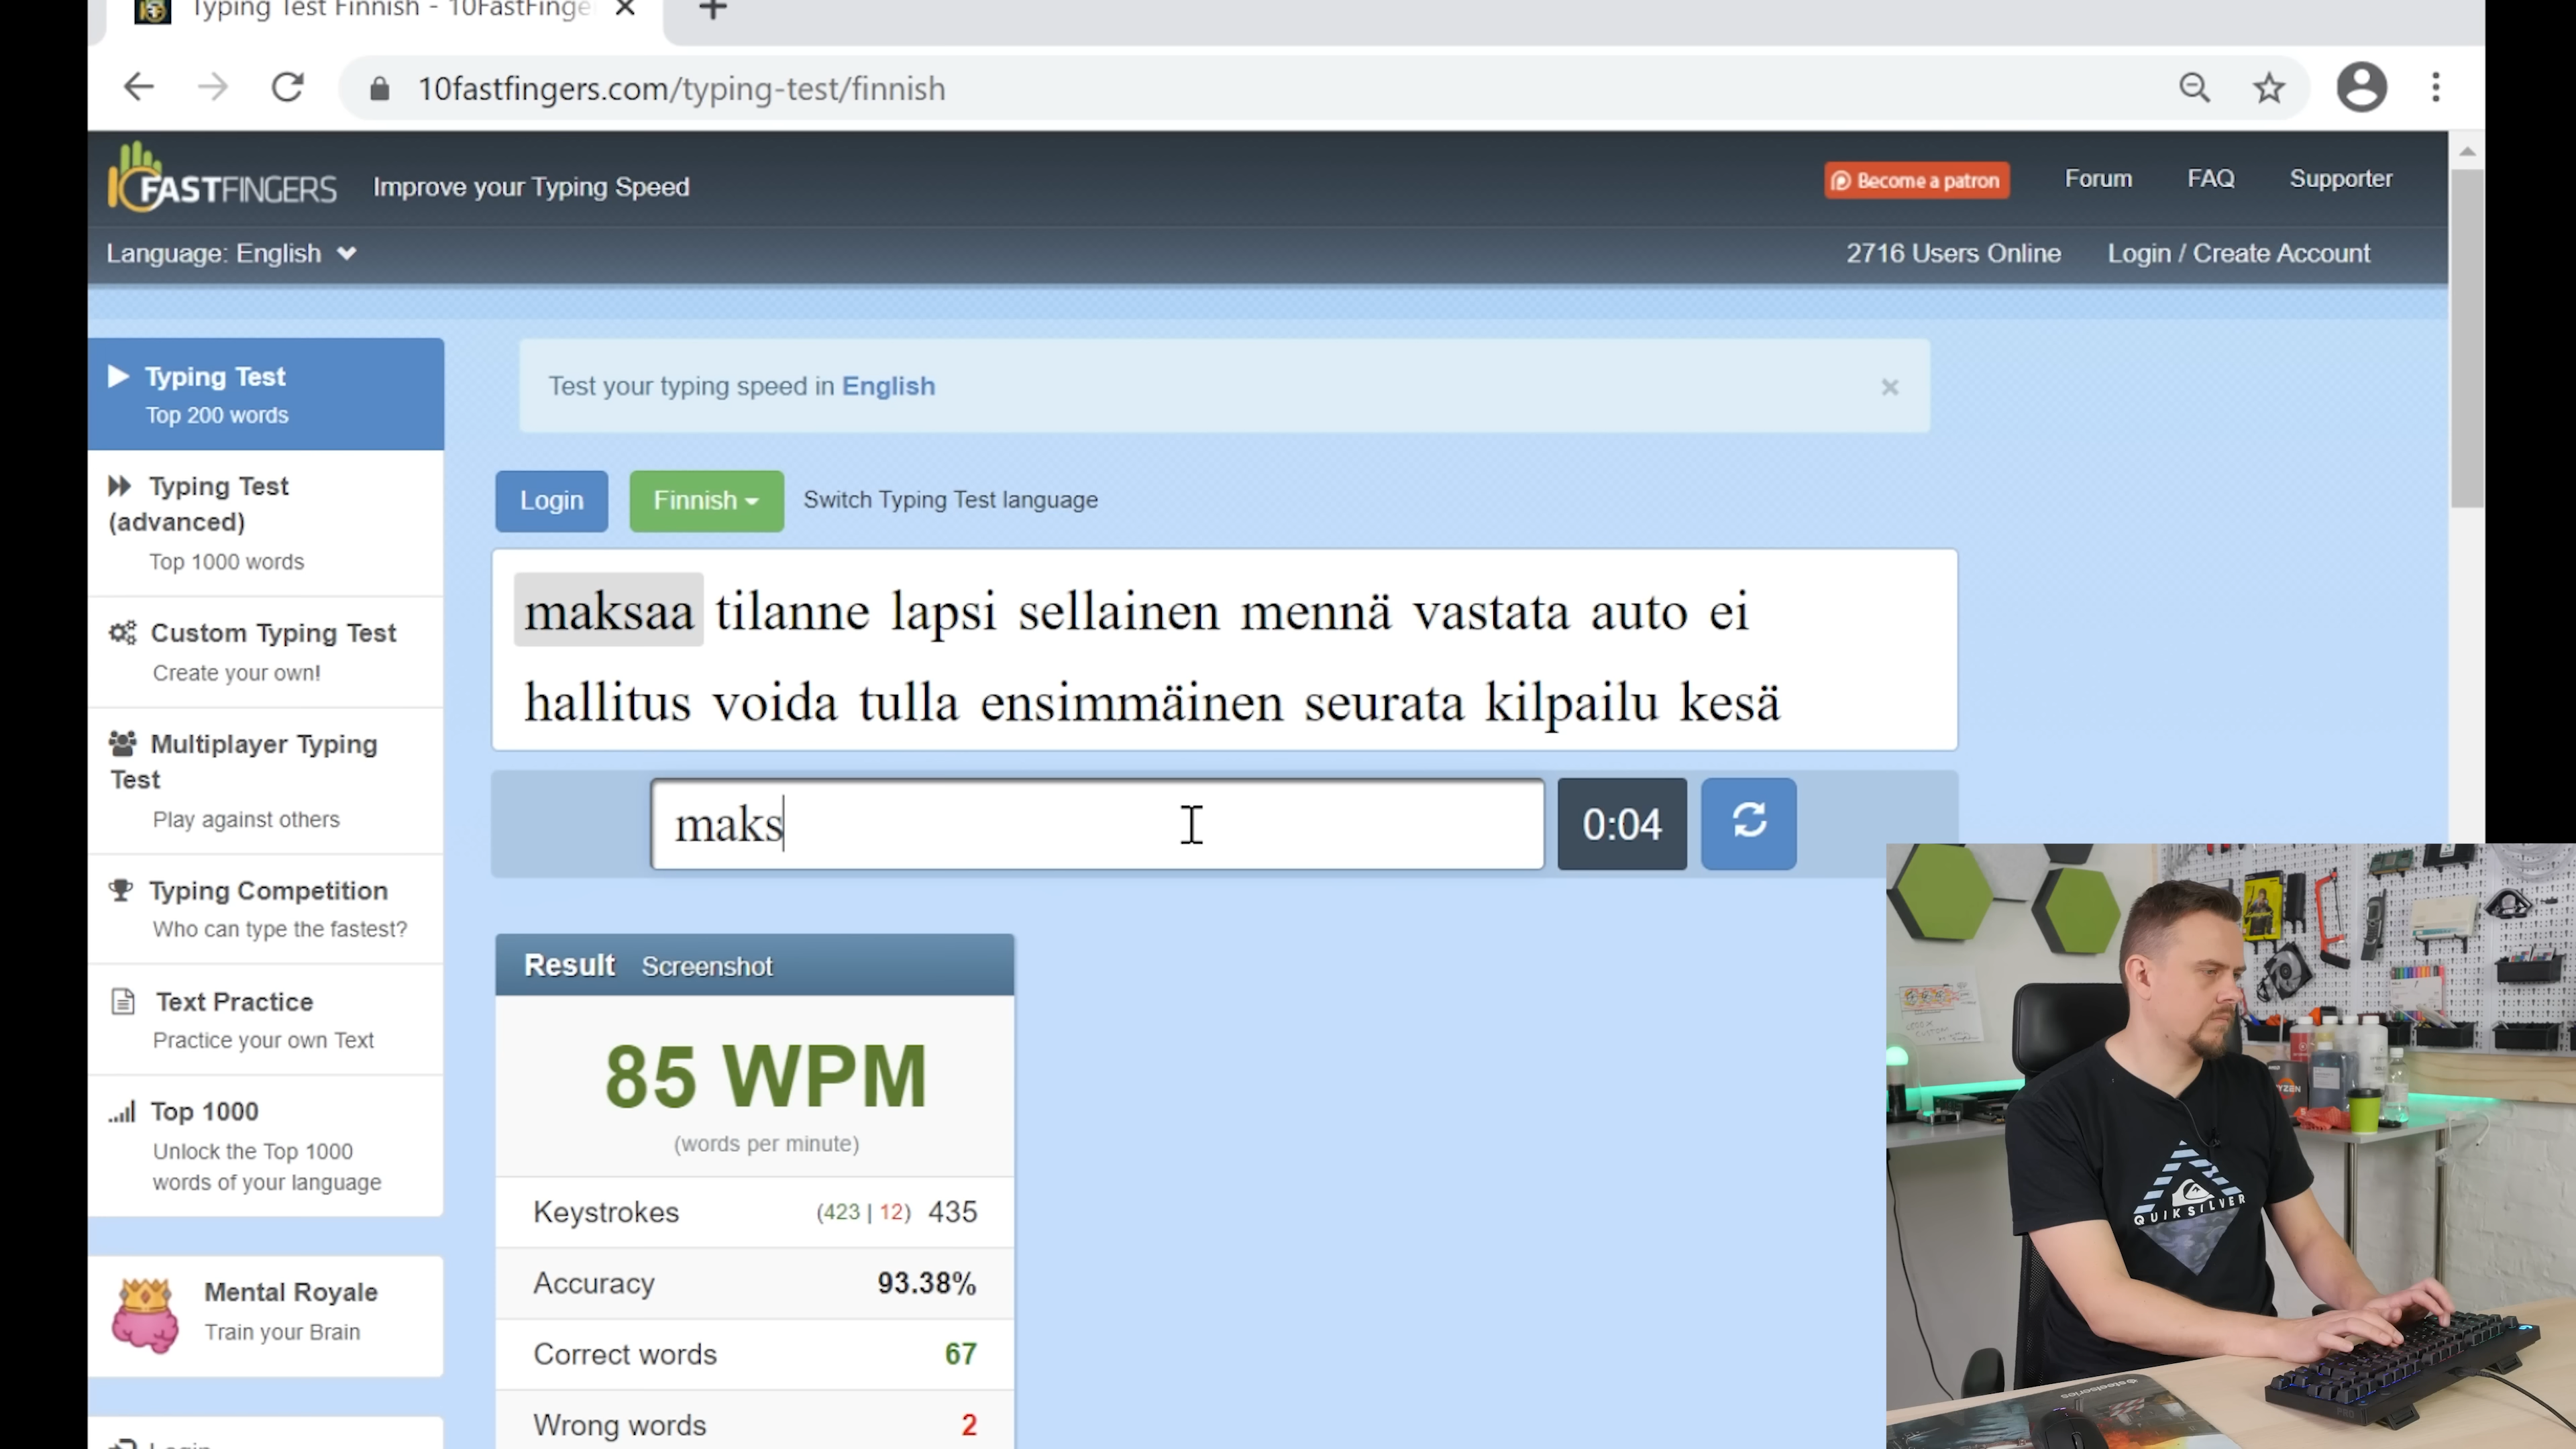 Typing Test Finnish - 10FastFinge
10fastfingers.com/typing-test/finnish
10FASTFINGERS
Improve your Typing Speed
Become a patron
Forum
FAQ
Supporter
Language: English
2716 Users Online
Login / Create Account
Typing Test
Top 200 words
Typing Test
(advanced)
Top 1000 words
Custom Typing Test
Create your own!
Multiplayer Typing
Test
Play against others
Typing Competition
Who can type the fastest?
Text Practice
Practice your own Text
Top 1000
Unlock the Top 1000
words of your language
Mental Royale
Train your Brain
Login
Test your typing speed in English
Login
Finnish
Switch Typing Test language
maksaa tilanne lapsi sellainen mennä vastata auto ei
hallitus voida tulla ensimmäinen seurata kilpailu kesä
maks
0:04
Result Screenshot
85 WPM
(words per minute)
Keystrokes (423 | 12) 435
Accuracy 93.38%
Correct words 67
Wrong words 2
QUIKSILVER
steelseries